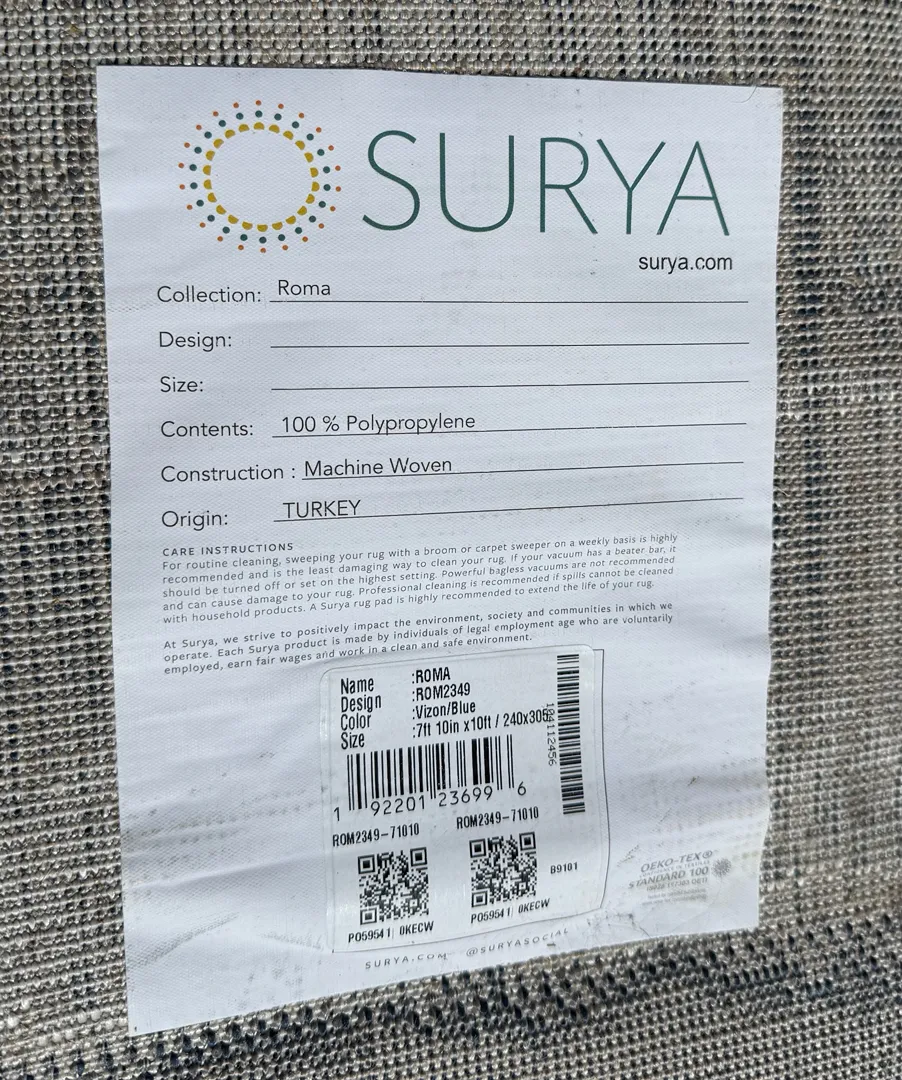 SURYA
surya.com
Collection: Roma
Design:
Size:
Contents: 100 % Polypropylene
Construction : Machine Woven
Origin: TURKEY
CARE INSTRUCTIONS
For routine cleaning, sweeping your rug with a broom or carpet sweeper on a weekly basis is highly
recommended and is the least damaging way to clean your rug. If your vacuum has a beater bar, it
should be turned off or set on the highest setting. Powerful bagless vacuums are not recommended
and can cause damage to your rug. Professional cleaning is recommended if spills cannot be cleaned
with household products. A Surya rug pad is highly recommended to extend the life of your rug.
At Surya, we strive to positively impact the environment, society and communities in which we
operate. Each Surya product is made by individuals of legal employment age who are voluntarily
employed, earn fair wages and work in a clean and safe environment.
Name :ROMA
Design :ROM2349
Color :Vizon/Blue
Size :7ft 10in x10ft / 240x305
104112456
1 92201 23699 6
ROM2349-71010 ROM2349-71010
B9101
PO59541 0KECW PO59541 0KECW
OEKO-TEX®
STANDARD 100
SURYA.COM @SURYASOCIAL